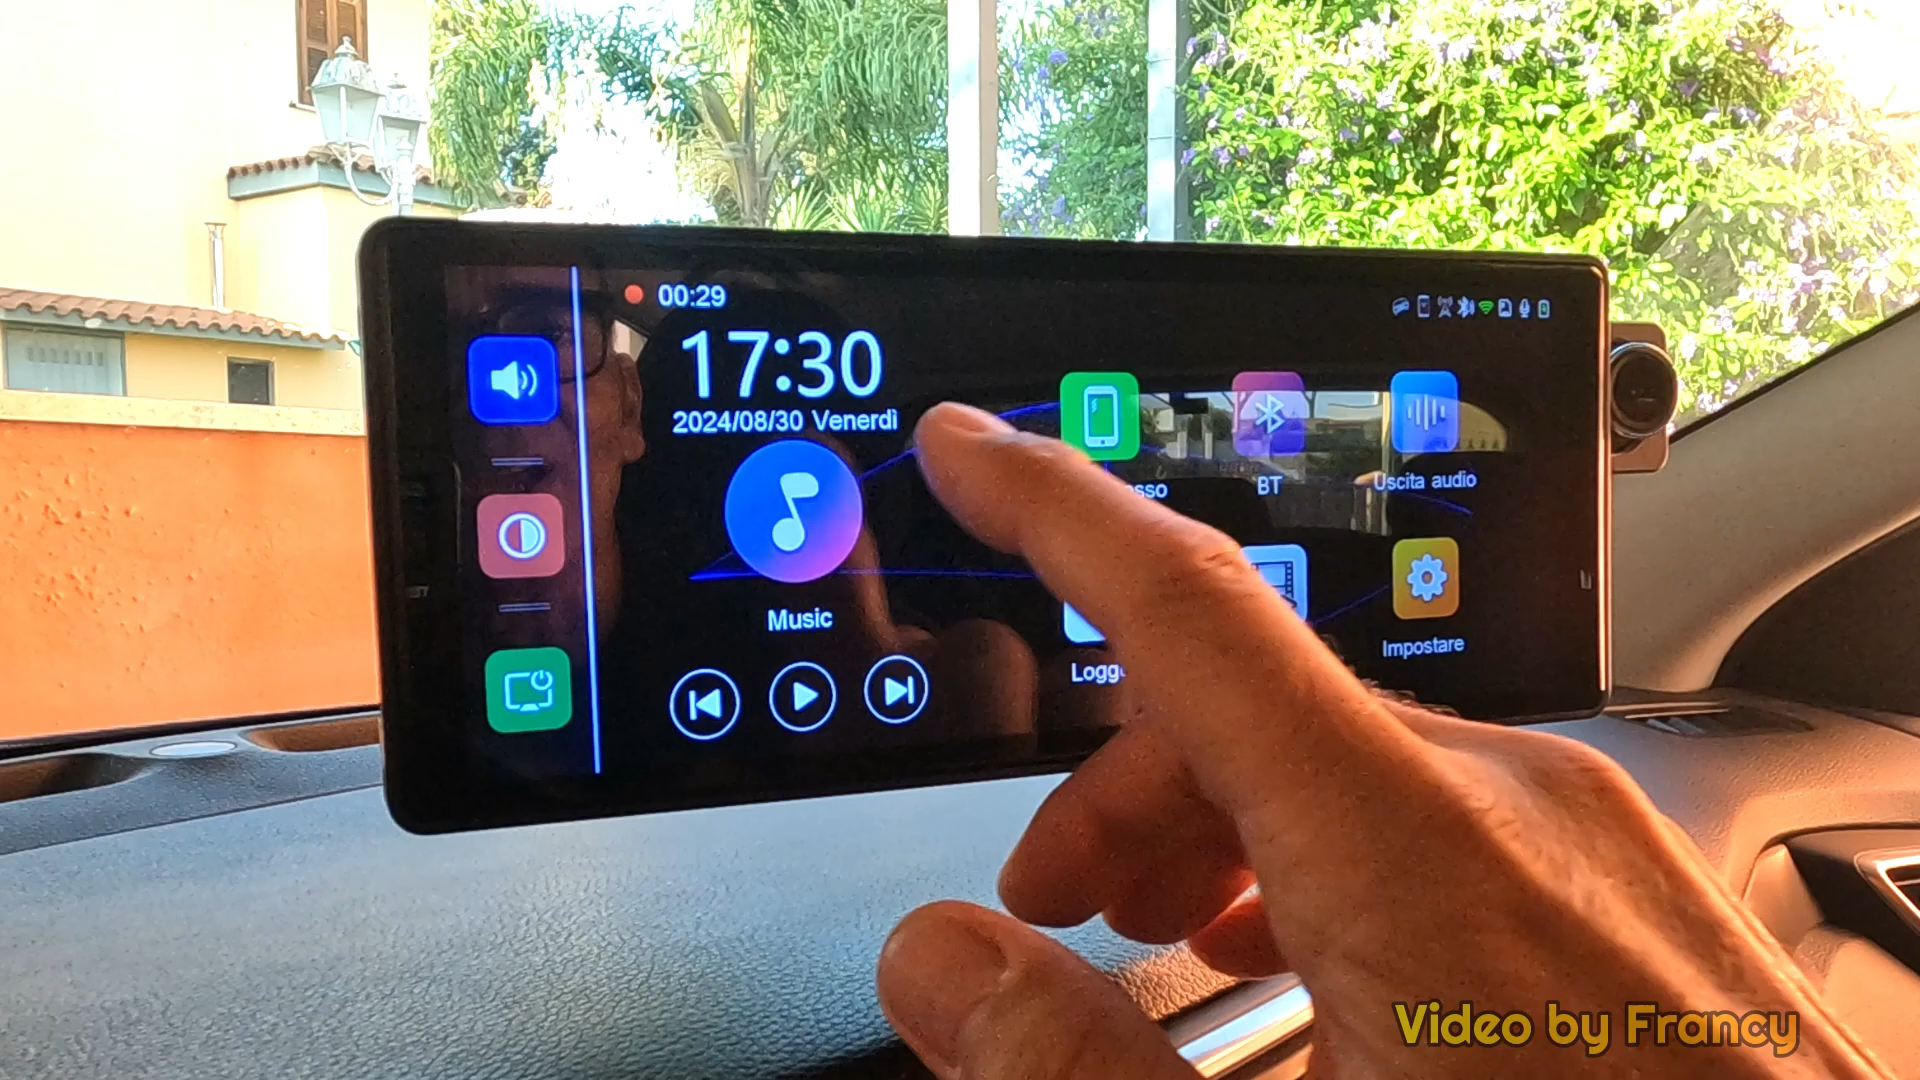 00:29
17:30
2024/08/30 Venerdì
BT
Uscita audio
Music
Impostare
Video by Francy